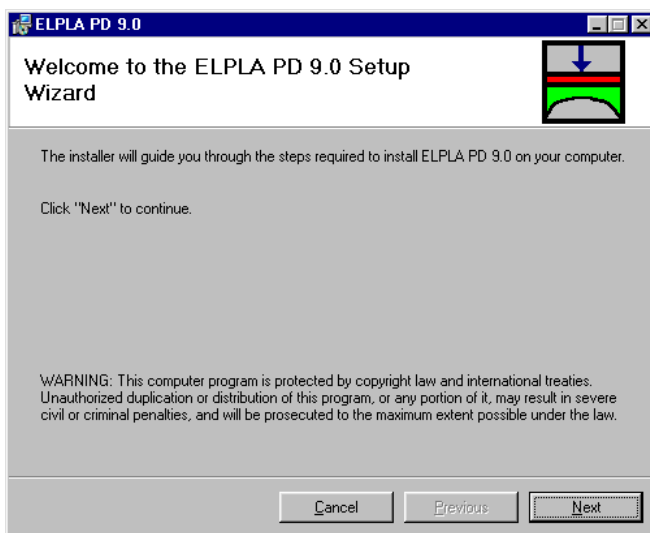 ELPLA PD 9.0
Welcome to the ELPLA PD 9.0 Setup
Wizard
The installer will guide you through the steps required to install ELPLA PD 9.0 on your computer.
Click "Next" to continue.
WARNING: This computer program is protected by copyright law and international treaties.
Unauthorized duplication or distribution of this program, or any portion of it, may result in severe
civil or criminal penalties, and will be prosecuted to the maximum extent possible under the law.
Cancel Previous Next